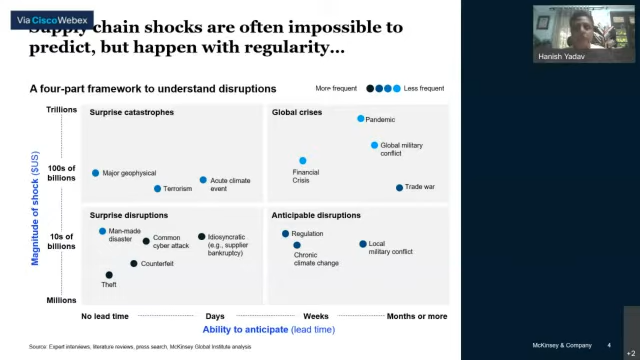 Via Cisco Webex
Supply chain shocks are often impossible to
predict, but happen with regularity…
Hanish Yadav
A four-part framework to understand disruptions
More frequent
Less frequent
Magnitude of shock ($US)
Trillions
100s of
billions
10s of
billions
Millions
Surprise catastrophes
Major geophysical
Terrorism
Acute climate
event
Global crises
Pandemic
Global military
conflict
Financial
Crisis
Trade war
Surprise disruptions
Man-made
disaster
Common
cyber attack
Idiosyncratic
(e.g., supplier
bankruptcy)
Counterfeit
Theft
Anticipable disruptions
Regulation
Chronic
climate change
Local
military conflict
No lead time
Days
Weeks
Months or more
Ability to anticipate (lead time)
Source: Expert interviews, literature reviews, press search, McKinsey Global Institute analysis
McKinsey & Company
4
+2